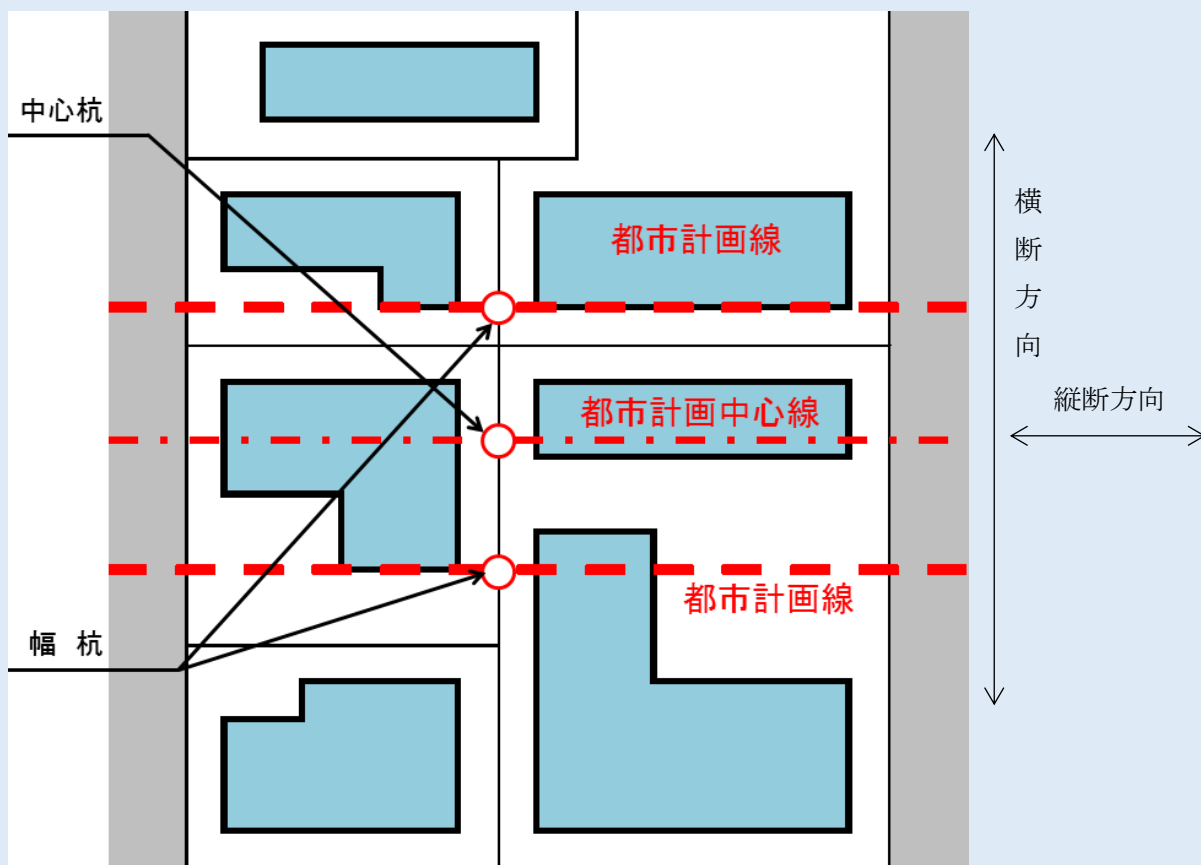 中心杭
都市計画線
横断方向
都市計画中心線
縦断方向
都市計画線
幅 杭